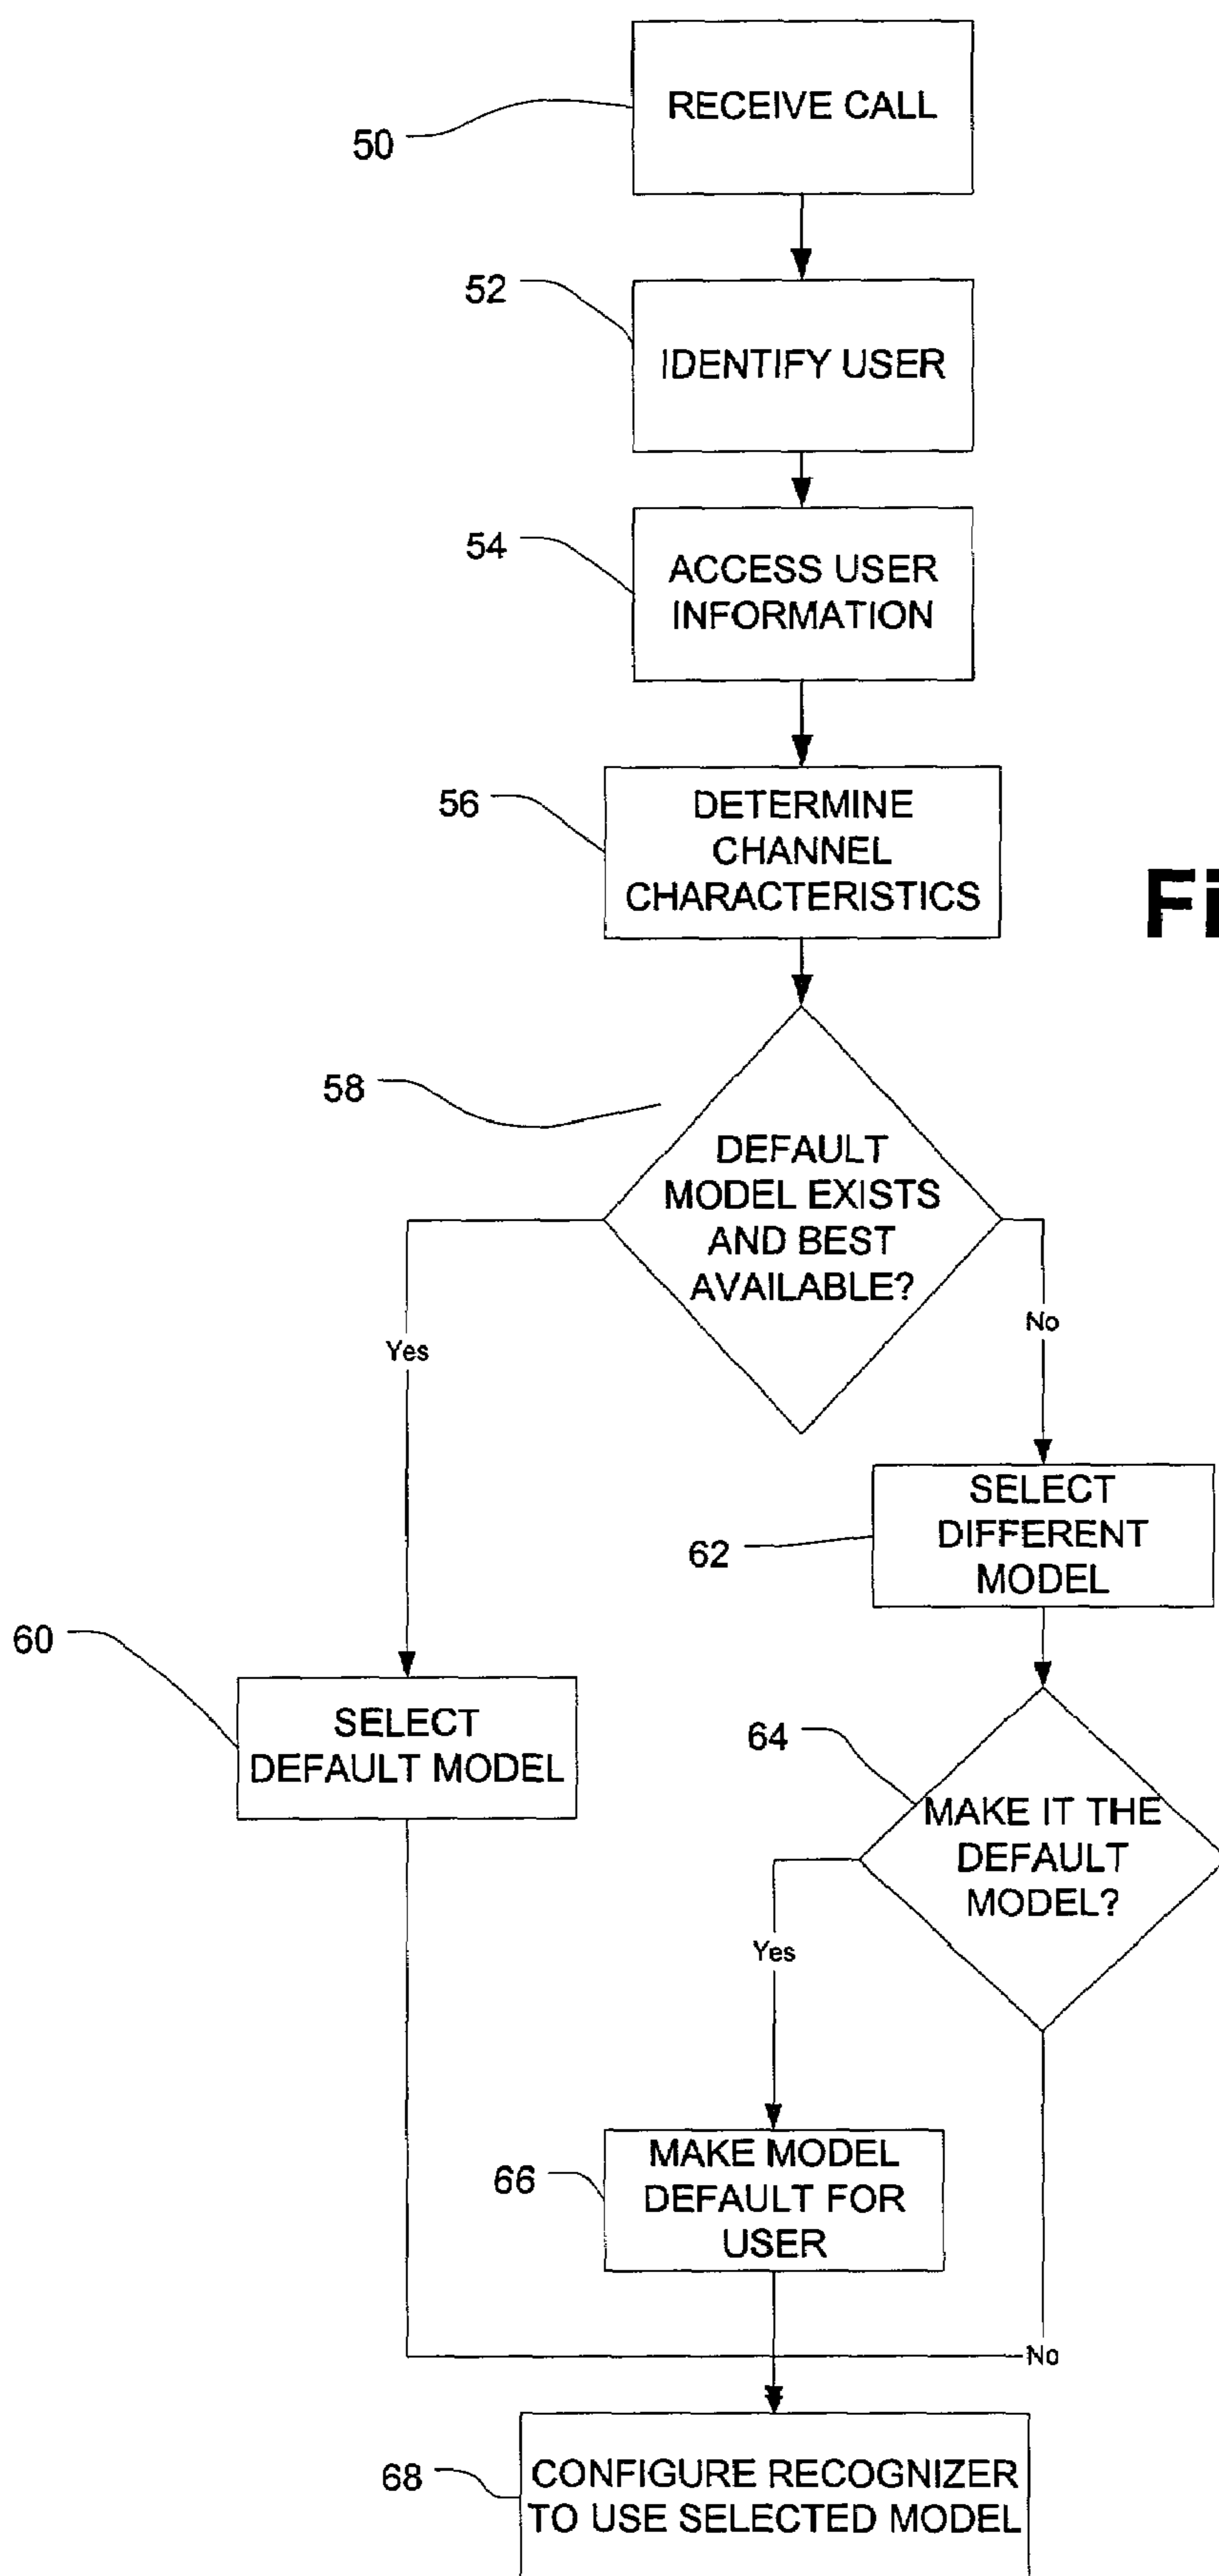 50
RECEIVE CALL
52
IDENTIFY USER
54
ACCESS USER
INFORMATION
56
DETERMINE
CHANNEL
CHARACTERISTICS
Fi
58
DEFAULT
MODEL EXISTS
AND BEST
AVAILABLE?
Yes
No
62
SELECT
DIFFERENT
MODEL
60
SELECT
DEFAULT MODEL
64
MAKE IT THE
DEFAULT
MODEL?
Yes
66
MAKE MODEL
DEFAULT FOR
USER
No
68
CONFIGURE RECOGNIZER
TO USE SELECTED MODEL